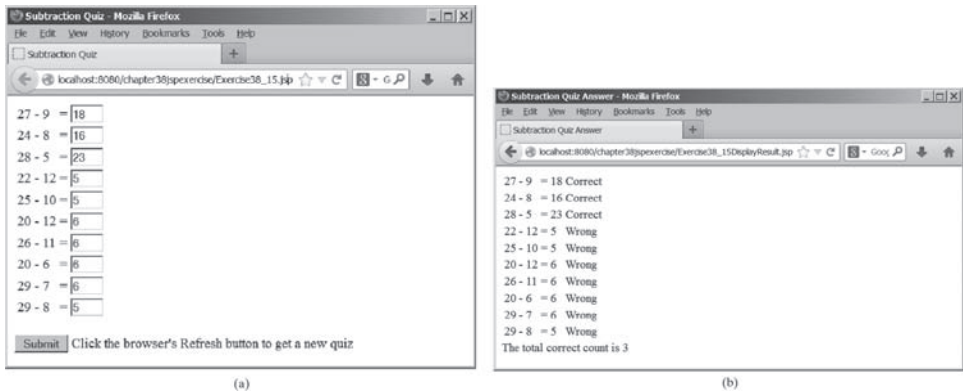 Subtraction Quiz - Mozilla Firefox
File Edit View History Bookmarks Tools Help
Subtraction Quiz +
localhost:8080/chapter38jspexercise/Exercise38_15.jsp
27 - 9 = 18
24 - 8 = 16
28 - 5 = 23
22 - 12 = 5
25 - 10 = 5
20 - 12 = 6
26 - 11 = 6
20 - 6 = 6
29 - 7 = 6
29 - 8 = 5
Submit Click the browser's Refresh button to get a new quiz
(a)
Subtraction Quiz Answer - Mozilla Firefox
File Edit View History Bookmarks Tools Help
Subtraction Quiz Answer +
localhost:8080/chapter38jspexercise/Exercise38_15DisplayResult.jsp
27 - 9 = 18 Correct
24 - 8 = 16 Correct
28 - 5 = 23 Correct
22 - 12 = 5 Wrong
25 - 10 = 5 Wrong
20 - 12 = 6 Wrong
26 - 11 = 6 Wrong
20 - 6 = 6 Wrong
29 - 7 = 6 Wrong
29 - 8 = 5 Wrong
The total correct count is 3
(b)